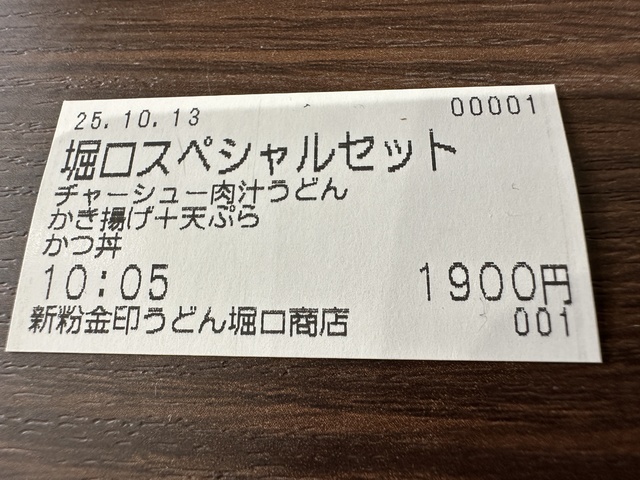 25.10.13 00001
堀口スペシャルセット
チャーシュー肉汁うどん
かき揚げ＋天ぷら
かつ丼
10:05 1900円
新粉金印うどん堀口商店 001